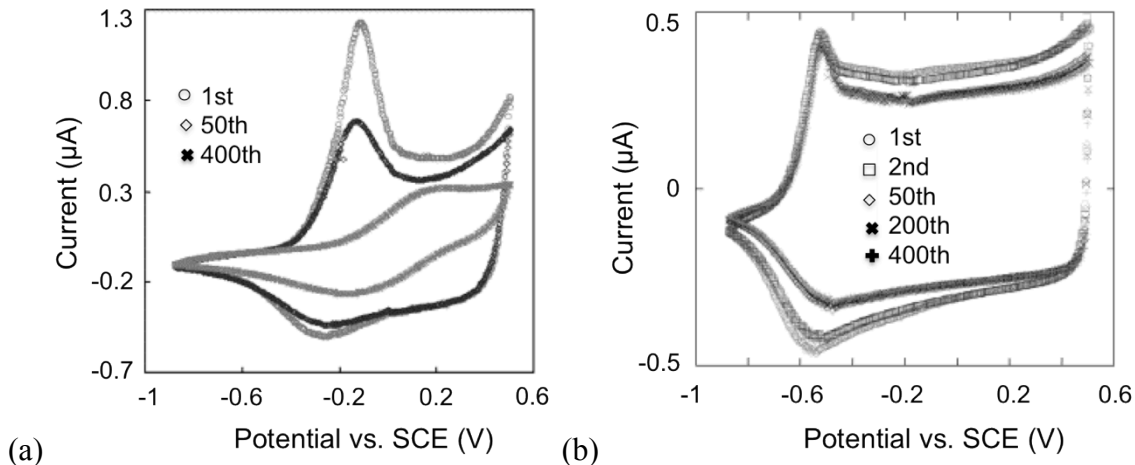 1.3
0.8
0.3
-0.2
-0.7
Current (µA)
1st
50th
400th
-1
-0.6
-0.2
0.2
0.6
Potential vs. SCE (V)
(a)
0.5
0
-0.5
Current (µA)
1st
2nd
50th
200th
400th
-1
-0.6
-0.2
0.2
0.6
Potential vs. SCE (V)
(b)